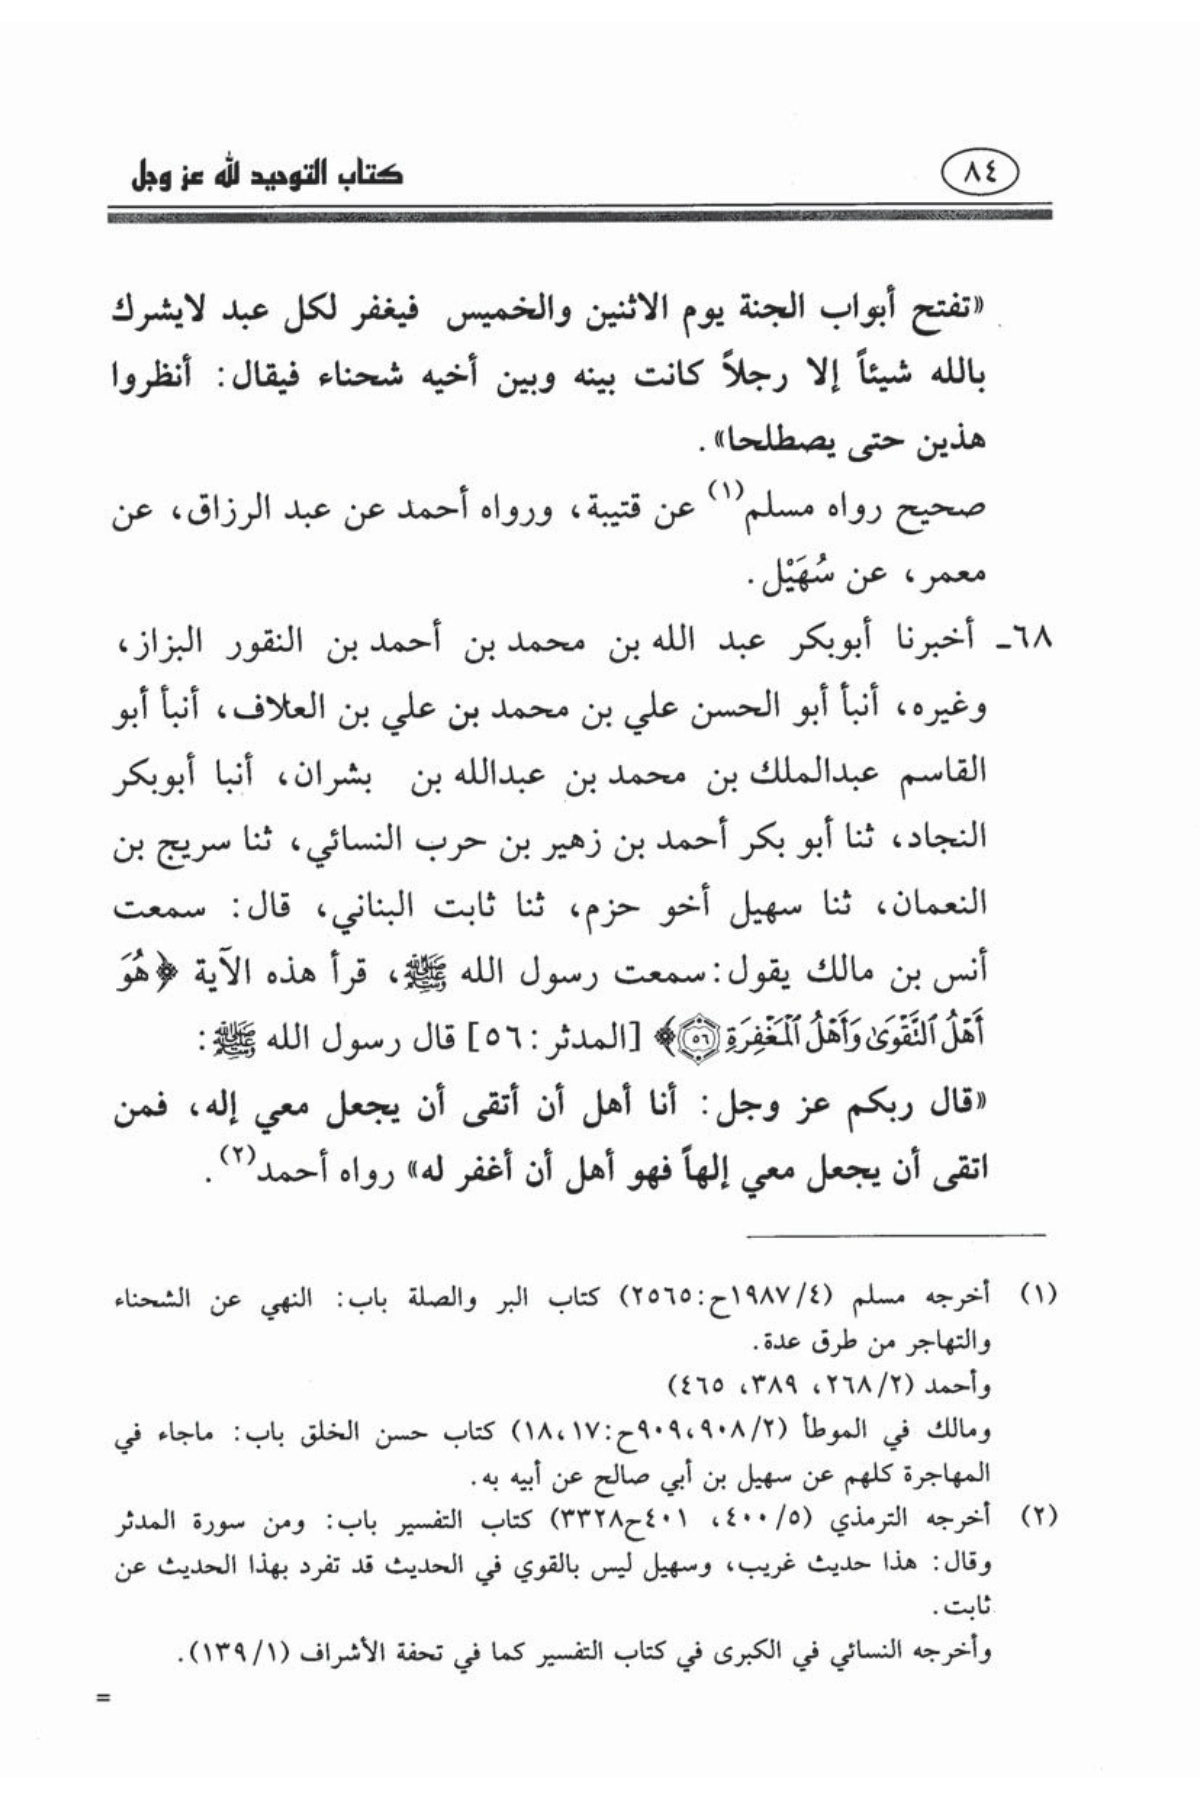 ٨٤
كتاب التوحيد لله عز وجل
«تفتح أبواب الجنة يوم الاثنين والخميس فيغفر لكل عبد لايشرك
بالله شيئاً إلا رجلاً كانت بينه وبين أخيه شحناء فيقال: أنظروا
هذين حتى يصطلحا».
صحيح رواه مسلم(١) عن قتيبة، ورواه أحمد عن عبد الرزاق، عن
معمر، عن سُهَيْل.
٦٨ـ أخبرنا أبوبكر عبد الله بن محمد بن أحمد بن النقور البزاز،
وغيره، أنبأ أبو الحسن علي بن محمد بن علي بن العلاف، أنبأ أبو
القاسم عبدالملك بن محمد بن عبدالله بن بشران، أنبا أبوبكر
النجاد، ثنا أبو بكر أحمد بن زهير بن حرب النسائي، ثنا سريج بن
النعمان، ثنا سهيل أخو حزم، ثنا ثابت البناني، قال: سمعت
أنس بن مالك يقول: سمعت رسول الله ﷺ، قرأ هذه الآية ﴿هُوَ
أَهْلُ ٱلتَّقْوَىٰ وَأَهْلُ ٱلْمَغْفِرَةِ ٥٦﴾ [المدثر: ٥٦] قال رسول الله ﷺ:
«قال ربكم عز وجل: أنا أهل أن أتقى أن يجعل معي إله، فمن
اتقى أن يجعل معي إلهاً فهو أهل أن أغفر له» رواه أحمد(٢).
(١) أخرجه مسلم (١٩٨٧/٤ح:٢٥٦٥) كتاب البر والصلة باب: النهي عن الشحناء
والتهاجر من طرق عدة.
وأحمد (٢٦٨/٢، ٣٨٩، ٤٦٥)
ومالك في الموطأ (٩٠٨/٢،٩٠٩ح:١٧،١٨) كتاب حسن الخلق باب: ماجاء في
المهاجرة كلهم عن سهيل بن أبي صالح عن أبيه به.
(٢) أخرجه الترمذي (٤٠٠/٥، ٤٠١ح٣٣٢٨) كتاب التفسير باب: ومن سورة المدثر
وقال: هذا حديث غريب، وسهيل ليس بالقوي في الحديث قد تفرد بهذا الحديث عن
ثابت.
وأخرجه النسائي في الكبرى في كتاب التفسير كما في تحفة الأشراف (١٣٩/١).
=